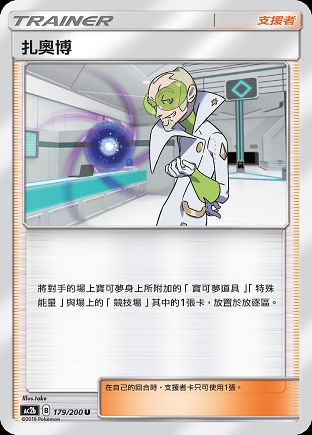 TRAINER 支援者
扎奧博
將對手的場上寶可夢身上所附加的「寶可夢道具」「特殊
能量」與場上的「競技場」其中的1張卡,放置於放逐區。
Illus.take
AC2b B 179/200 U
©2019 Pokémon
在自己的回合時,支援者卡只可使用1張。